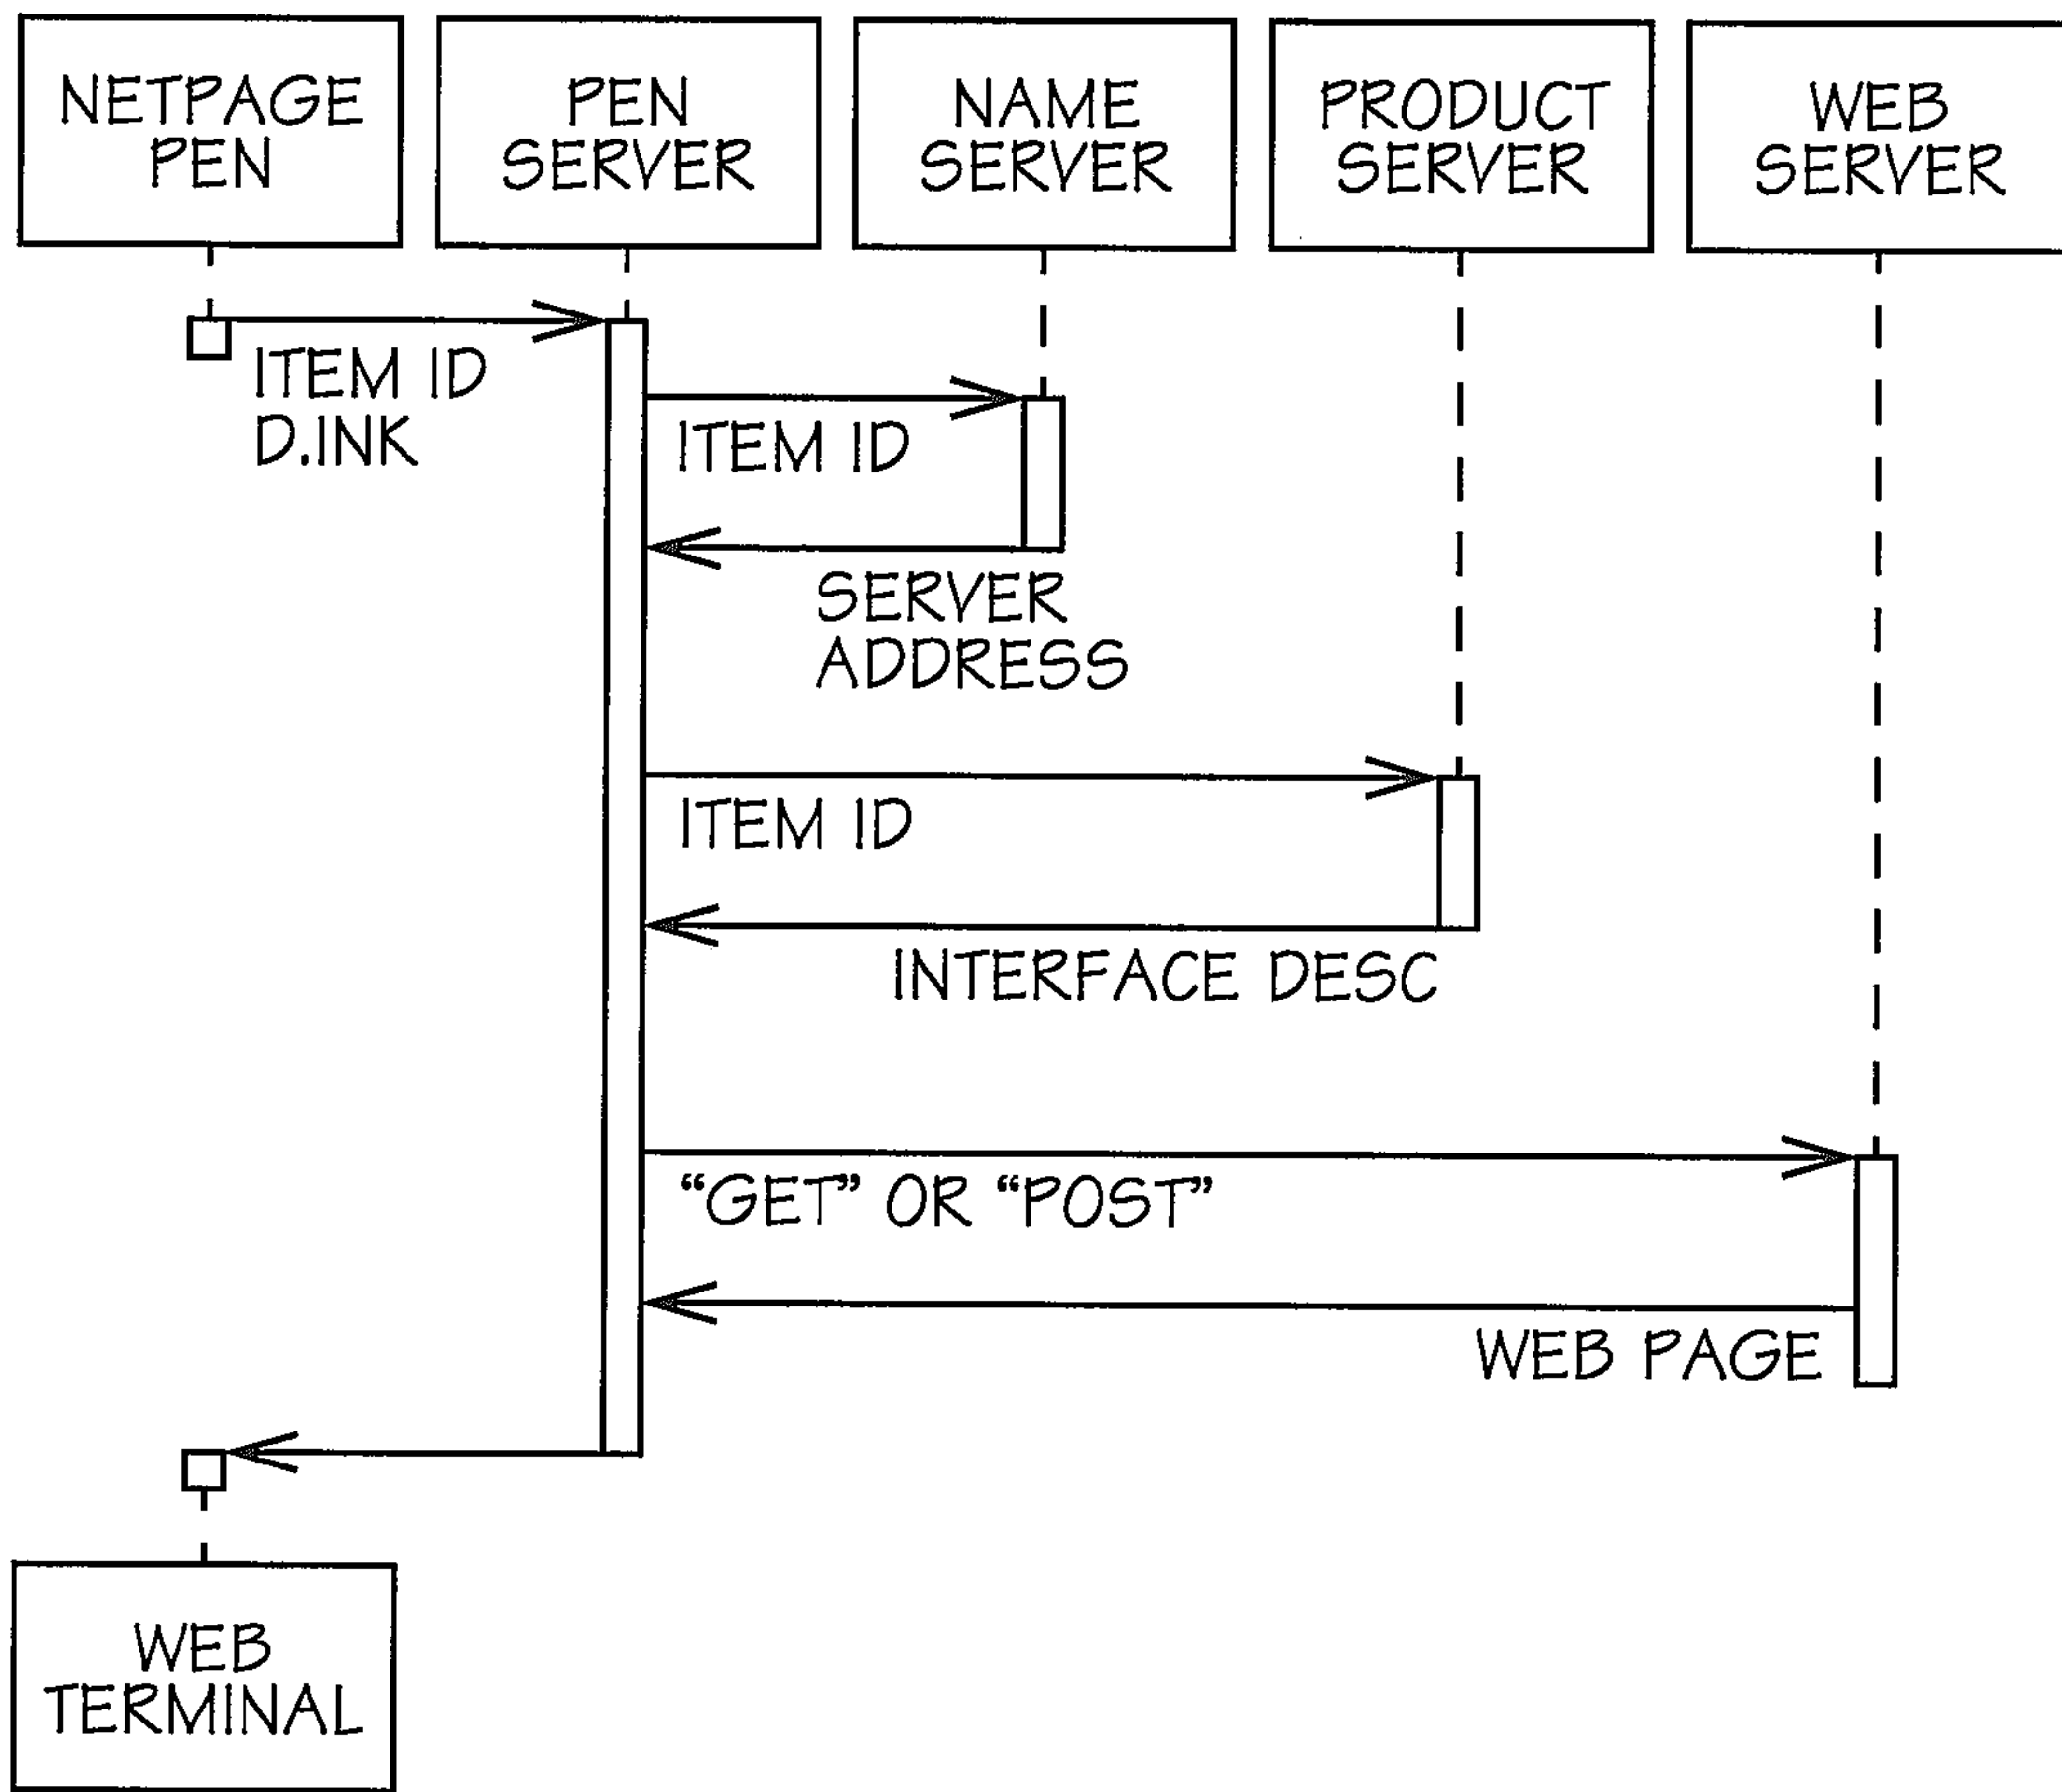 NETPAGE
PEN
PEN
SERVER
NAME
SERVER
PRODUCT
SERVER
WEB
SERVER
ITEM ID
D.INK
ITEM ID
SERVER
ADDRESS
ITEM ID
INTERFACE DESC
“GET” OR “POST”
WEB PAGE
WEB
TERMINAL